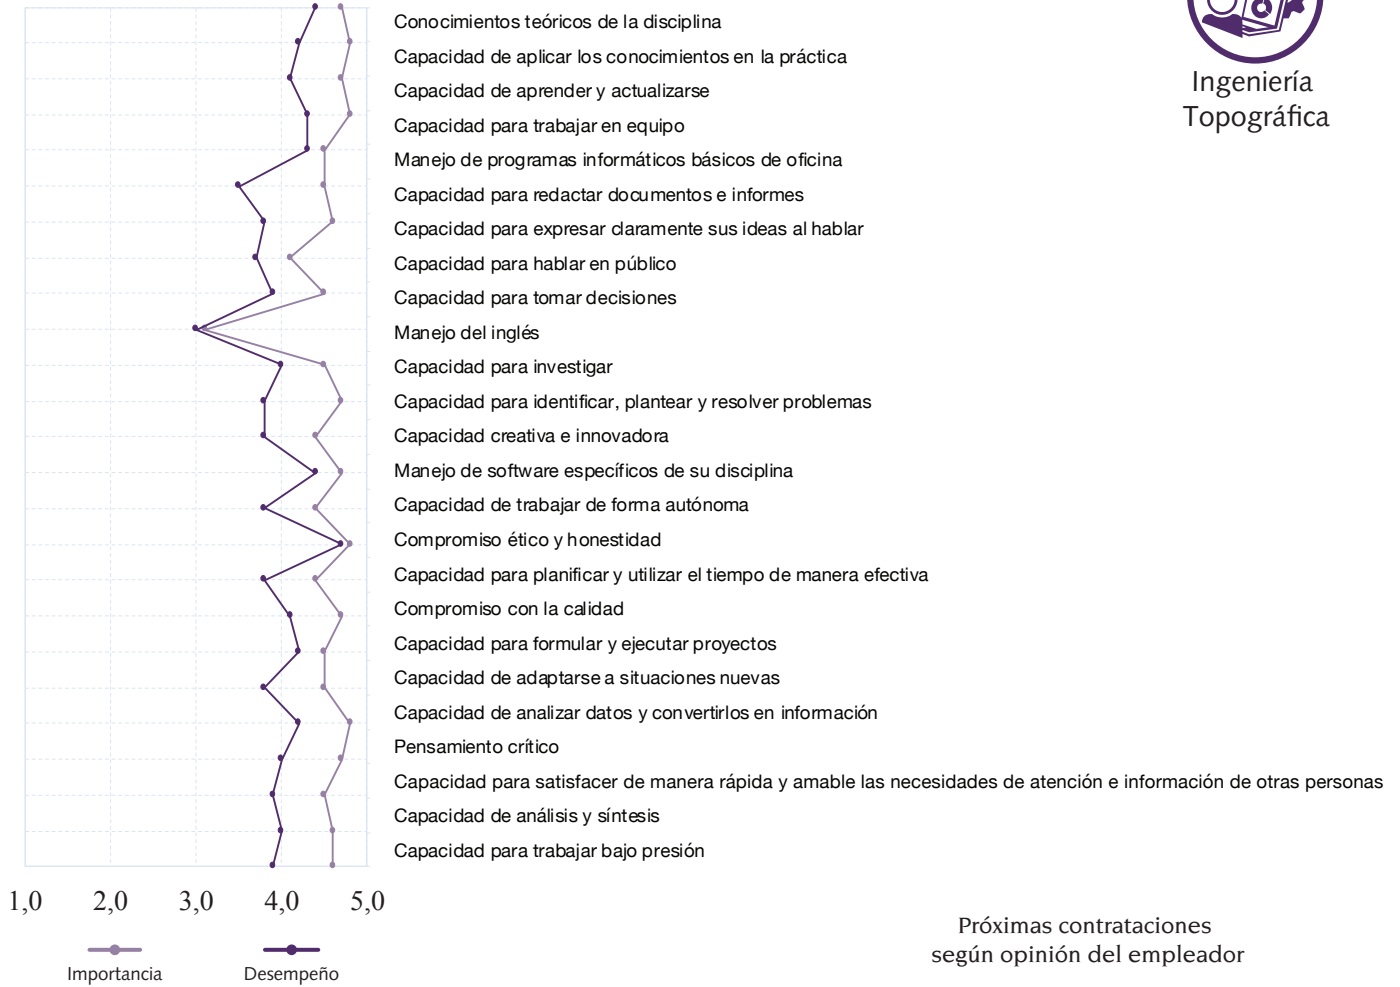 Ingeniería
Topográfica
Conocimientos teóricos de la disciplina
Capacidad de aplicar los conocimientos en la práctica
Capacidad de aprender y actualizarse
Capacidad para trabajar en equipo
Manejo de programas informáticos básicos de oficina
Capacidad para redactar documentos e informes
Capacidad para expresar claramente sus ideas al hablar
Capacidad para hablar en público
Capacidad para tomar decisiones
Manejo del inglés
Capacidad para investigar
Capacidad para identificar, plantear y resolver problemas
Capacidad creativa e innovadora
Manejo de software específicos de su disciplina
Capacidad de trabajar de forma autónoma
Compromiso ético y honestidad
Capacidad para planificar y utilizar el tiempo de manera efectiva
Compromiso con la calidad
Capacidad para formular y ejecutar proyectos
Capacidad de adaptarse a situaciones nuevas
Capacidad de analizar datos y convertirlos en información
Pensamiento crítico
Capacidad para satisfacer de manera rápida y amable las necesidades de atención e información de otras personas
Capacidad de análisis y síntesis
Capacidad para trabajar bajo presión
1,0 2,0 3,0 4,0 5,0
Importancia Desempeño
Próximas contrataciones
según opinión del empleador